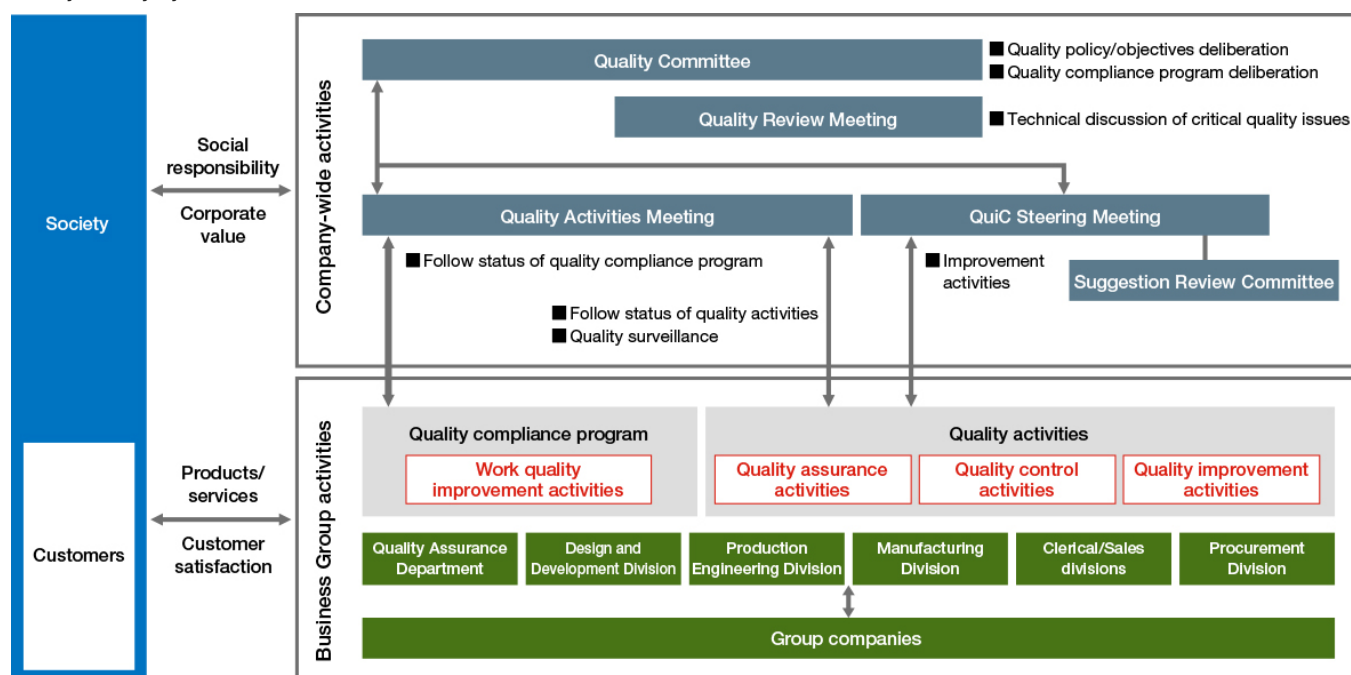 Society
Customers
Social
responsibility
Corporate
value
Products/
services
Customer
satisfaction
Company-wide activities
Quality Committee
■ Quality policy/objectives deliberation
■ Quality compliance program deliberation
Quality Review Meeting
■ Technical discussion of critical quality issues
Quality Activities Meeting
QuiC Steering Meeting
■ Follow status of quality compliance program
■ Improvement
activities
Suggestion Review Committee
■ Follow status of quality activities
■ Quality surveillance
Business Group activities
Quality compliance program
Work quality
improvement activities
Quality activities
Quality assurance
activities
Quality control
activities
Quality improvement
activities
Quality Assurance
Department
Design and
Development Division
Production
Engineering Division
Manufacturing
Division
Clerical/Sales
divisions
Procurement
Division
Group companies